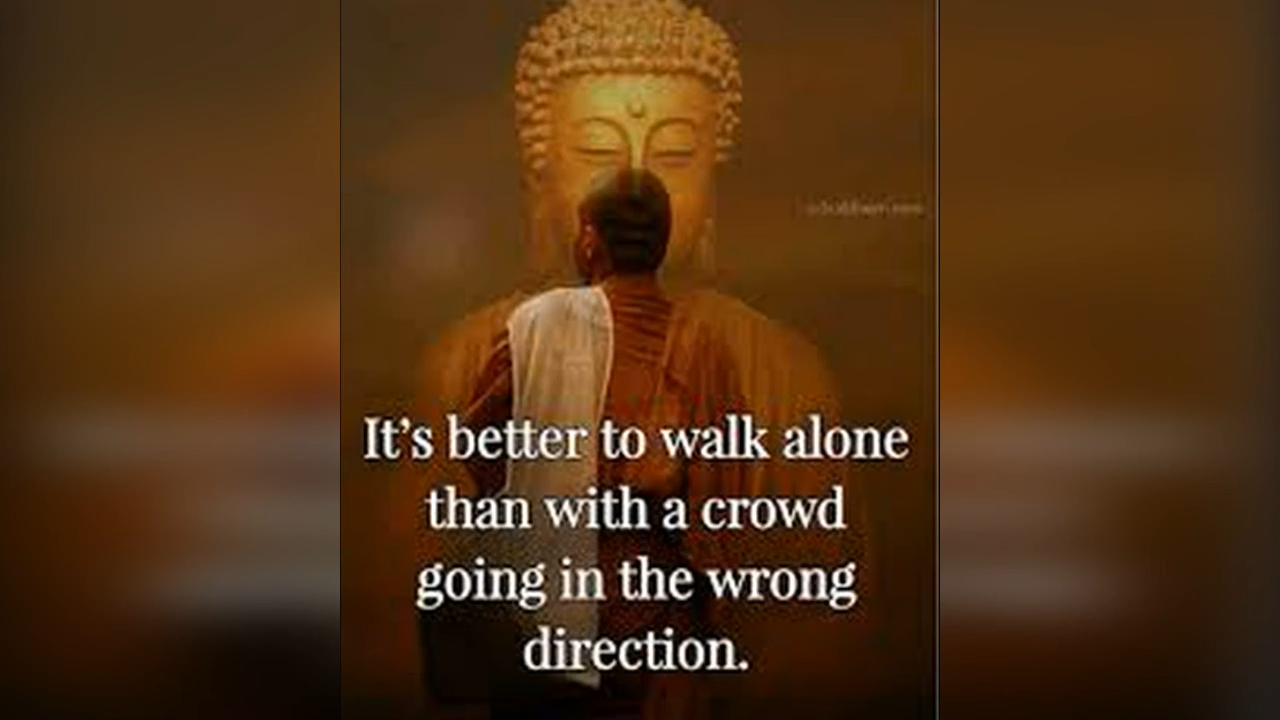 It’s better to walk alone
than with a crowd
going in the wrong
direction.